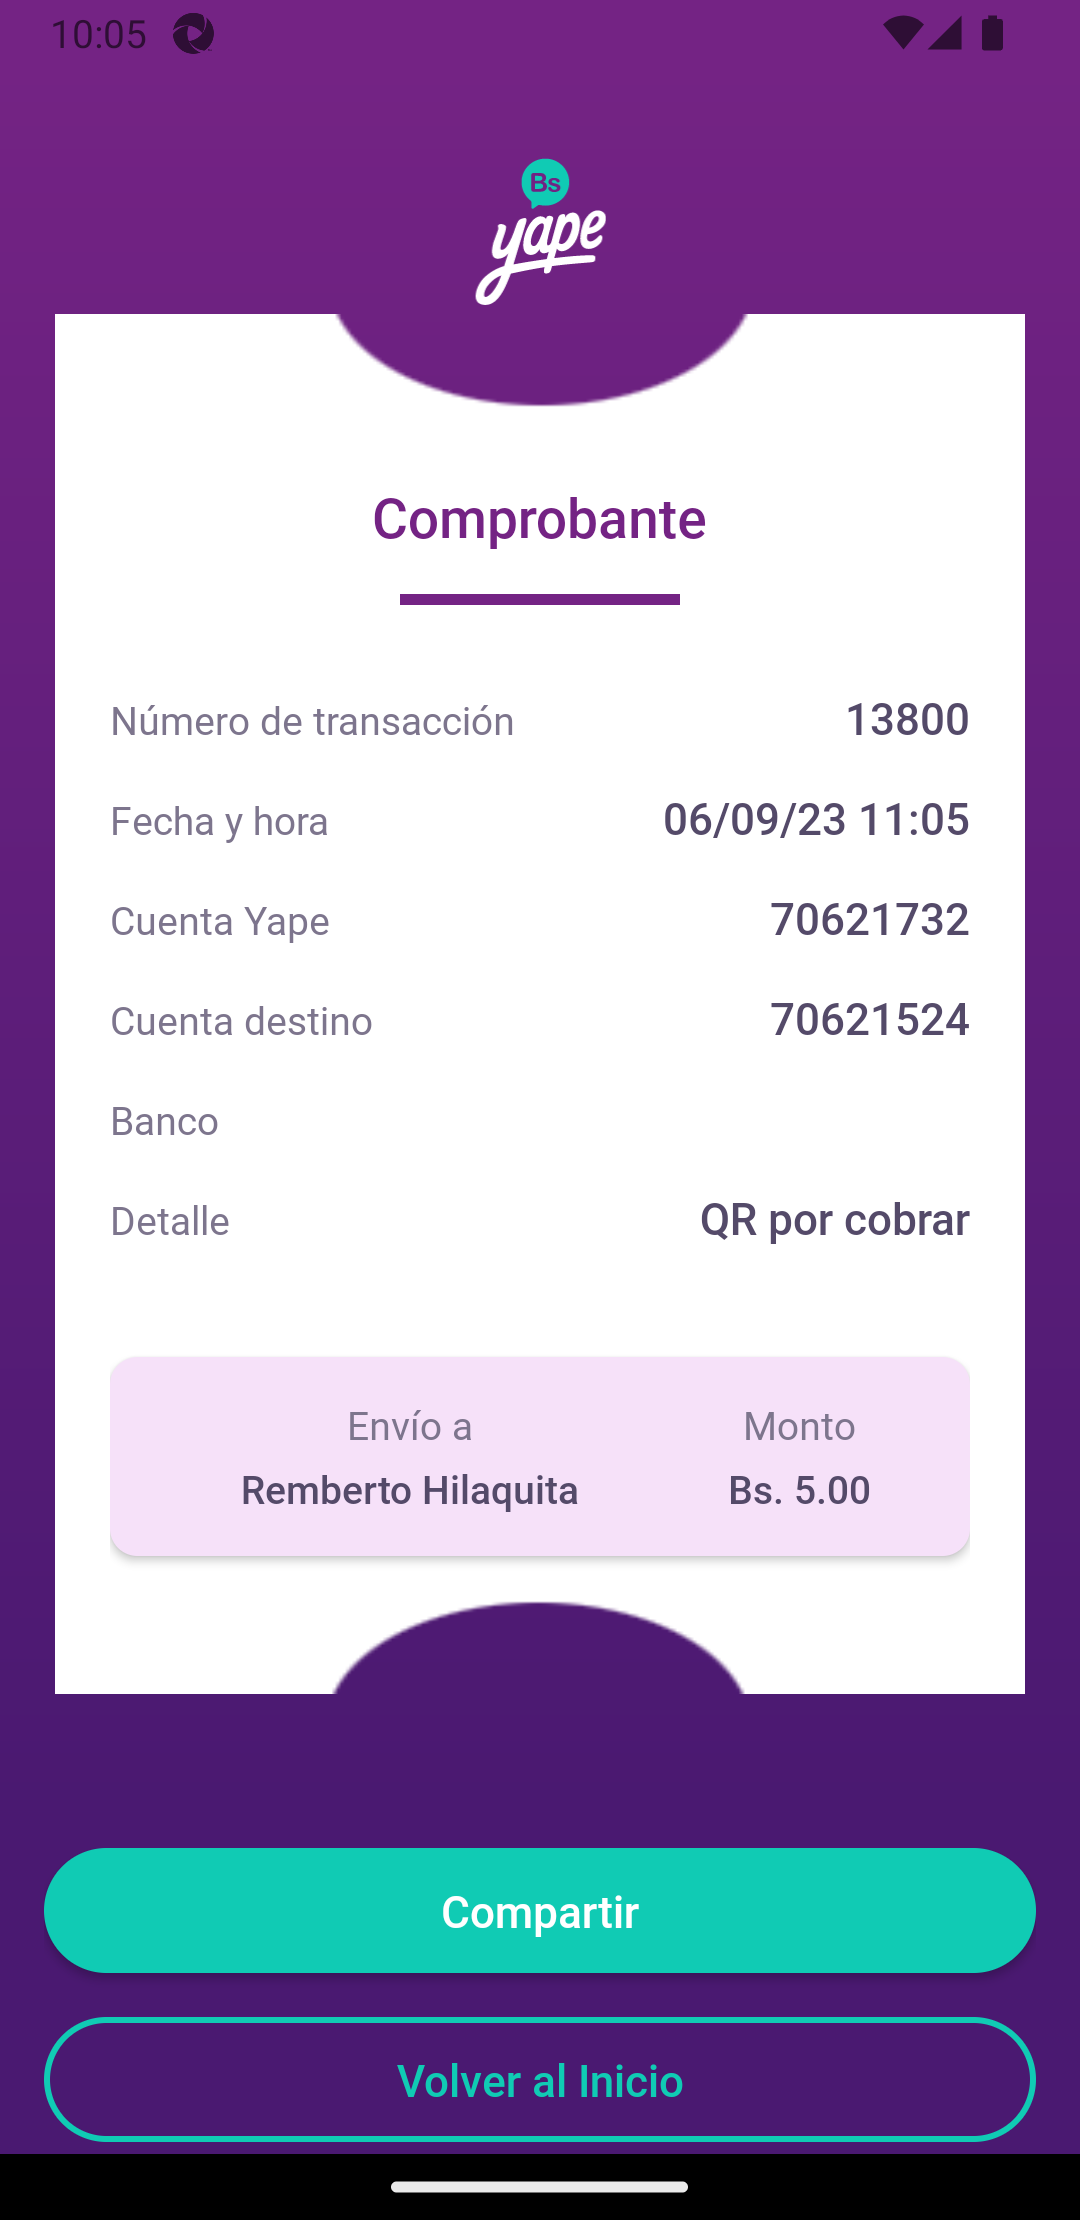 10:05
Bs
yape
Comprobante
Número de transacción 13800
Fecha y hora 06/09/23 11:05
Cuenta Yape 70621732
Cuenta destino 70621524
Banco
Detalle QR por cobrar
Envío a Monto
Remberto Hilaquita Bs. 5.00
Compartir
Volver al Inicio